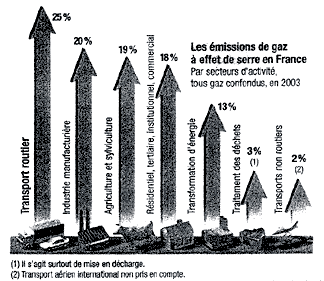 25%
20%
19%
18%
13%
3%
(1)
2%
(2)
Les émissions de gaz
à effet de serre en France
Par secteurs d'activité,
tous gaz confondus, en 2003
Transport routier
Industrie manufacturière
Agriculture et sylviculture
Résidentiel, tertiaire, institutionnel, commercial
Transformation d'énergie
Traitement des déchets
Transports non routiers
(1) Il s'agit surtout de mise en décharge.
(2) Transport aérien international non pris en compte.